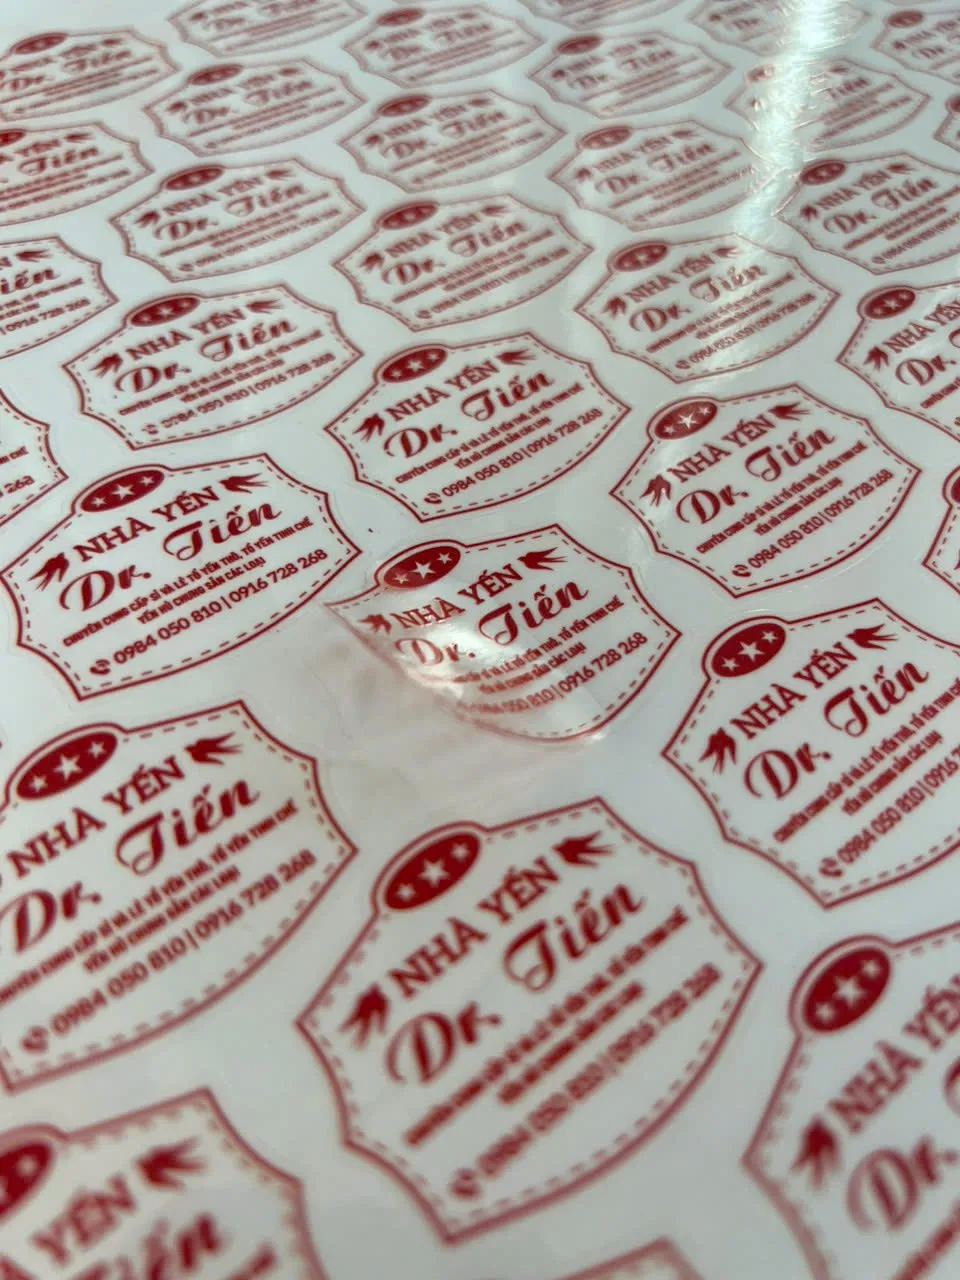 NHÀ YẾN
Dr. Tiến
CHUYÊN CUNG CẤP SỈ VÀ LẺ TỔ YẾN THÔ, TỔ YẾN TINH CHẾ
YẾN HŨ CHƯNG SẴN CÁC LOẠI
0984 050 810 | 0916 728 268